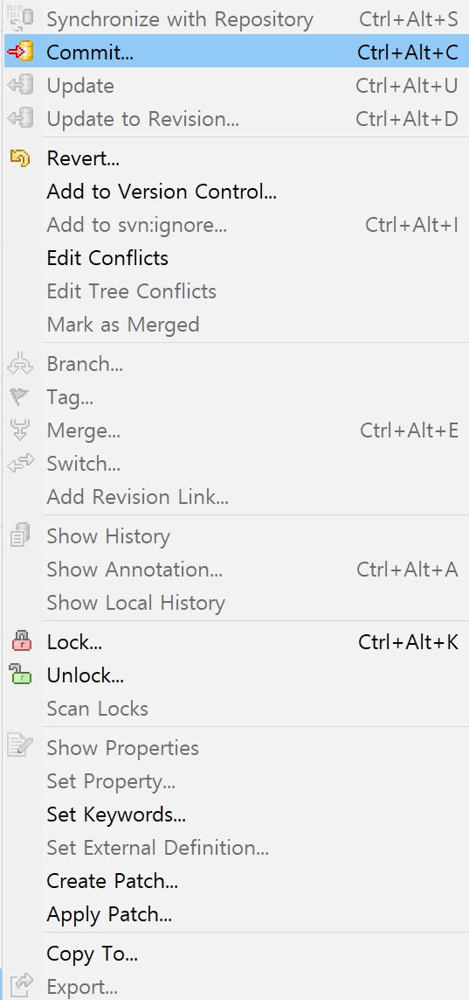 Synchronize with Repository Ctrl+Alt+S
Commit... Ctrl+Alt+C
Update Ctrl+Alt+U
Update to Revision... Ctrl+Alt+D
Revert...
Add to Version Control...
Add to svn:ignore... Ctrl+Alt+I
Edit Conflicts
Edit Tree Conflicts
Mark as Merged
Branch...
Tag...
Merge... Ctrl+Alt+E
Switch...
Add Revision Link...
Show History
Show Annotation... Ctrl+Alt+A
Show Local History
Lock... Ctrl+Alt+K
Unlock...
Scan Locks
Show Properties
Set Property...
Set Keywords...
Set External Definition...
Create Patch...
Apply Patch...
Copy To...
Export...